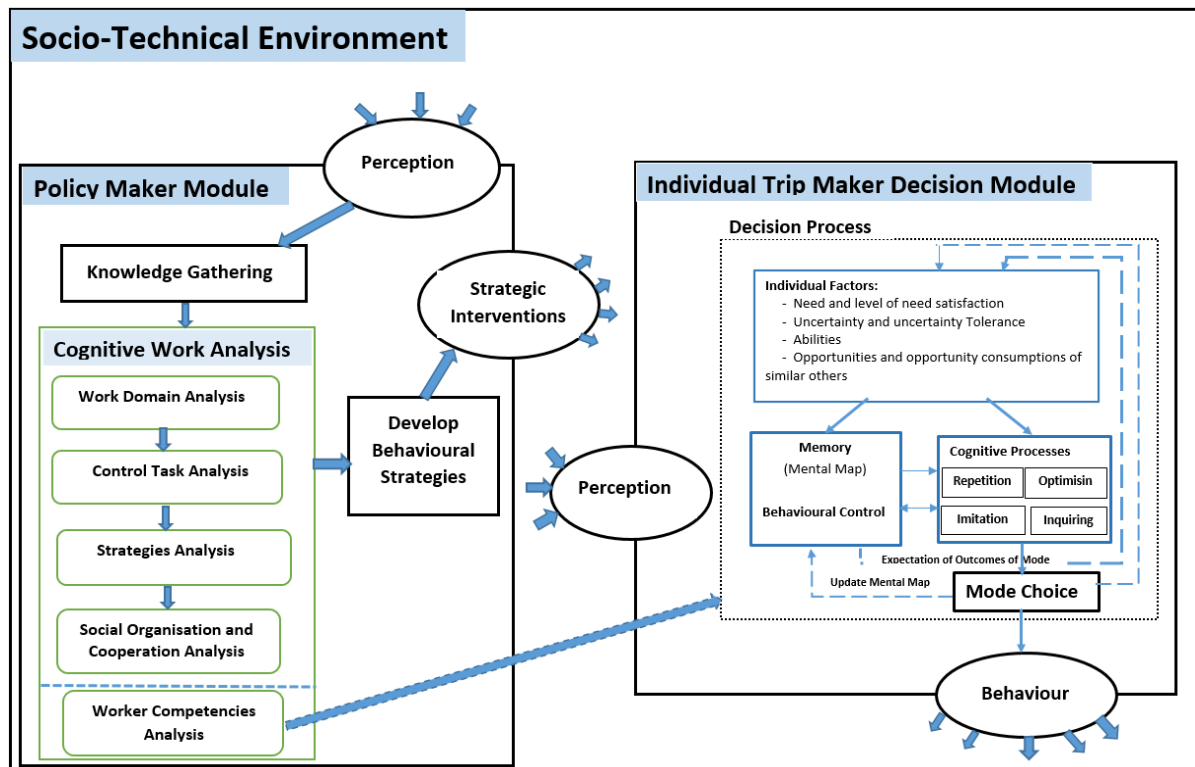 Socio-Technical Environment
Perception
Policy Maker Module
Knowledge Gathering
Cognitive Work Analysis
Work Domain Analysis
Control Task Analysis
Strategies Analysis
Social Organisation and
Cooperation Analysis
Worker Competencies
Analysis
Develop
Behavioural
Strategies
Strategic
Interventions
Perception
Individual Trip Maker Decision Module
Decision Process
Individual Factors:
- Need and level of need satisfaction
- Uncertainty and uncertainty Tolerance
- Abilities
- Opportunities and opportunity consumptions of
similar others
Memory
(Mental Map)
Behavioural Control
Cognitive Processes
Repetition
Optimisin
Imitation
Inquiring
Expectation of Outcomes of Mode
Update Mental Map
Mode Choice
Behaviour